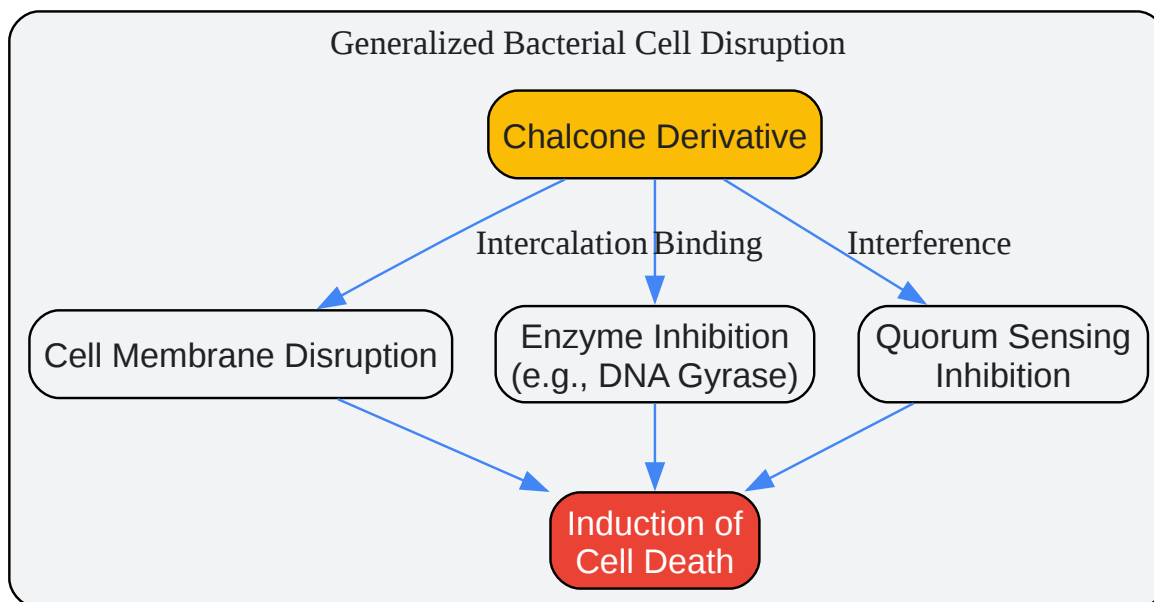 Generalized Bacterial Cell Disruption
Chalcone Derivative
Intercalation
Binding
Interference
Cell Membrane Disruption
Enzyme Inhibition
(e.g., DNA Gyrase)
Quorum Sensing
Inhibition
Induction of
Cell Death